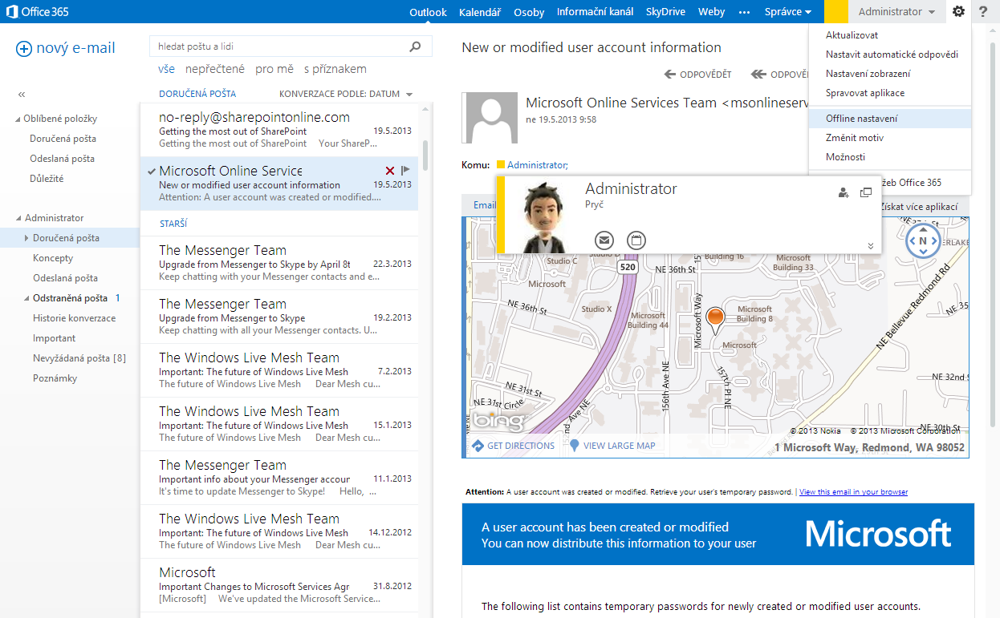 Office 365
Outlook Kalendář Osoby Informační kanál SkyDrive Weby ••• Správce Administrator ?
nový e-mail
«
Oblíbené položky
Doručená pošta
Odeslaná pošta
Důležité
Administrator
Doručená pošta
Koncepty
Odeslaná pošta
Odstraněná pošta 1
Historie konverzace
Important
Nevyžádaná pošta [8]
Poznámky
hledat poštu a lidi
vše nepřečtené pro mě s příznakem
DORUČENÁ POŠTA KONVERZACE PODLE: DATUM
no-reply@sharepointonline.com
Getting the most out of SharePoint 19.5.2013
Getting the most out of SharePoint Your ShareP...
Microsoft Online Service
New or modified user account information 19.5.2013
Attention: A user account was created or modified....
STARŠÍ
The Messenger Team
Upgrade from Messenger to Skype by April 8t 22.3.2013
Keep chatting with your Messenger contacts and e...
The Messenger Team
Upgrade from Messenger to Skype 19.2.2013
Keep chatting with all your Messenger contacts. U...
The Windows Live Mesh Team
Important: The future of Windows Live Mesh 7.2.2013
The future of Windows Live Mesh Dear Mesh cu...
The Windows Live Mesh Team
Important: The future of Windows Live Mesh 15.1.2013
The future of Windows Live Mesh Dear Mesh cu...
The Messenger Team
Important info about your Messenger accour 11.1.2013
It's time to update Messenger to Skype! Hello, ...
The Windows Live Mesh Team
Important: The future of Windows Live Mesh 14.12.2012
The future of Windows Live Mesh Dear Mesh cu...
Microsoft
Important Changes to Microsoft Services Agr 31.8.2012
[Microsoft] We've updated the Microsoft Service...
New or modified user account information
ODPOVĚDĚT ODPOVĚ
Microsoft Online Services Team <msonlineserv
ne 19.5.2013 9:58
Komu: Administrator;
Aktualizovat
Nastavit automatické odpovědi
Nastavení zobrazení
Spravovat aplikace
Offline nastavení
Změnit motiv
Možnosti
žeb Office 365
Email
Získat více aplikací
Administrator
Pryč
N
ERLAKE
Studio C
Studio D
520
Building 16
Microsoft
Building 33
NE 36th St
Microsoft
NE 36th St
Studio X
Microsoft
Building 44
Microsoft Way
Microsoft
Building 8
Microsoft
NE 35
NE Bellevue Redmond Rd
157th Pl NE
156th Ave NE
NE 32nd
NE 31st St
NE 31st Circle
152nd Ave NE
NE 30th St
bing
© 2013 Nokia © 2013 Microsoft Corporation
GET DIRECTIONS VIEW LARGE MAP
1 Microsoft Way, Redmond, WA 98052
Attention: A user account was created or modified. Retrieve your user's temporary password. | View this email in your browser
A user account has been created or modified
You can now distribute this information to your user
Microsoft
The following list contains temporary passwords for newly created or modified user accounts.